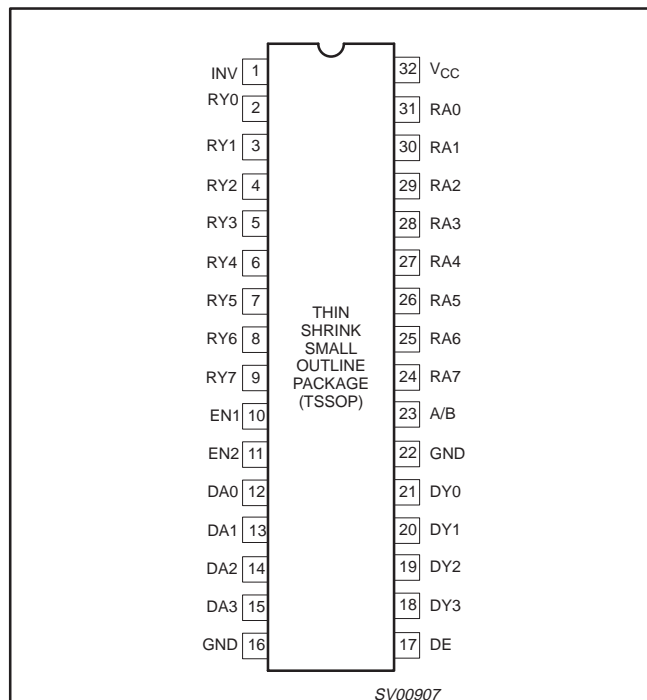 INV 1 32 VCC
RY0 2 31 RA0
RY1 3 30 RA1
RY2 4 29 RA2
RY3 5 28 RA3
RY4 6 27 RA4
RY5 7 26 RA5
RY6 8 25 RA6
RY7 9 24 RA7
EN1 10 23 A/B
EN2 11 22 GND
DA0 12 21 DY0
DA1 13 20 DY1
DA2 14 19 DY2
DA3 15 18 DY3
GND 16 17 DE
THIN
SHRINK
SMALL
OUTLINE
PACKAGE
(TSSOP)
SV00907